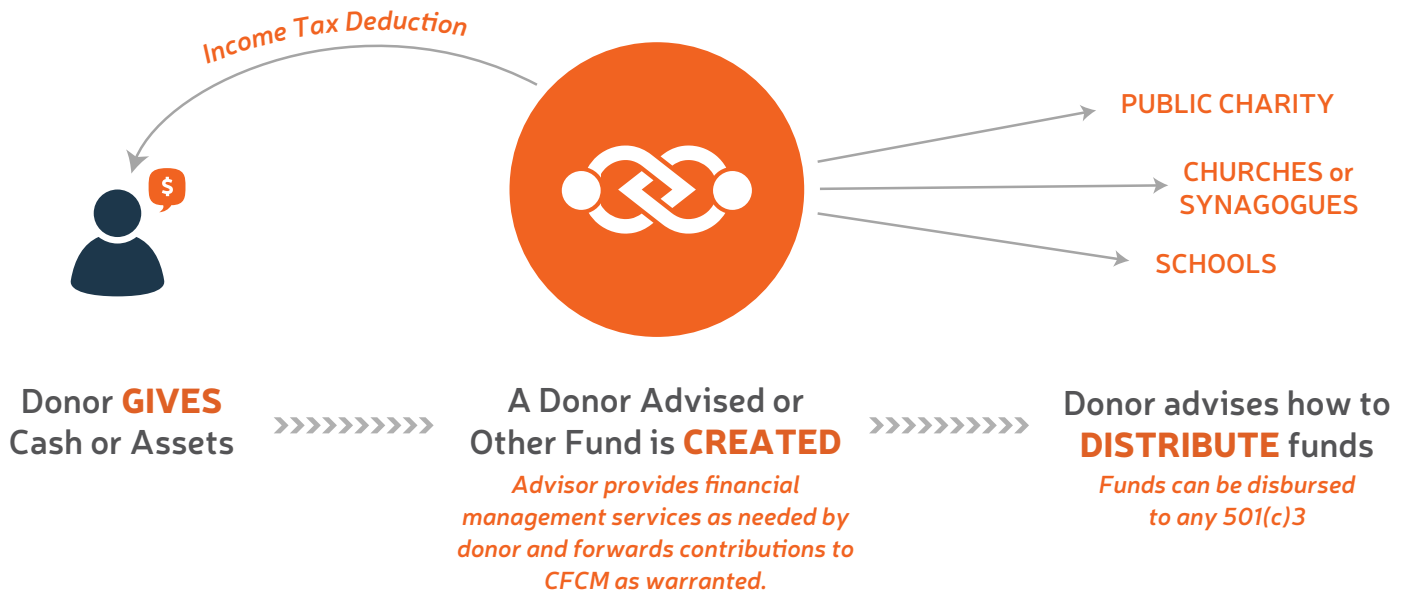 Income Tax Deduction
$
PUBLIC CHARITY
CHURCHES or
SYNAGOGUES
SCHOOLS
Donor GIVES
Cash or Assets
A Donor Advised or
Other Fund is CREATED
Advisor provides financial
management services as needed by
donor and forwards contributions to
CFCM as warranted.
Donor advises how to
DISTRIBUTE funds
Funds can be disbursed
to any 501(c)3